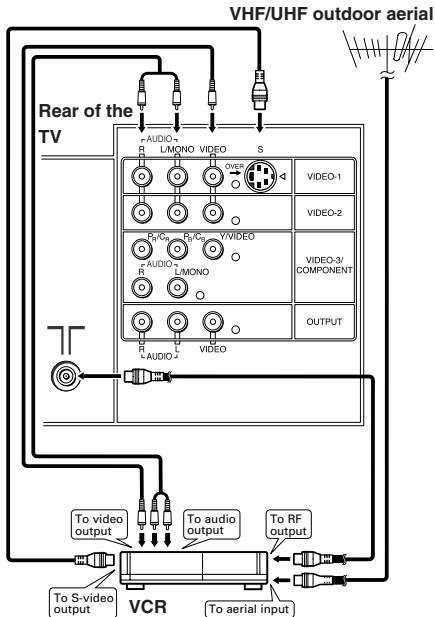 VHF/UHF outdoor aerial
Rear of the
TV
AUDIO
R L/MONO VIDEO S
OVER
VIDEO-1
VIDEO-2
PR/CR PB/CB Y/VIDEO
AUDIO
R L/MONO
VIDEO-3/
COMPONENT
OUTPUT
R L VIDEO
AUDIO
To video
output
To audio
output
To RF
output
To S-video
output
VCR
To aerial input